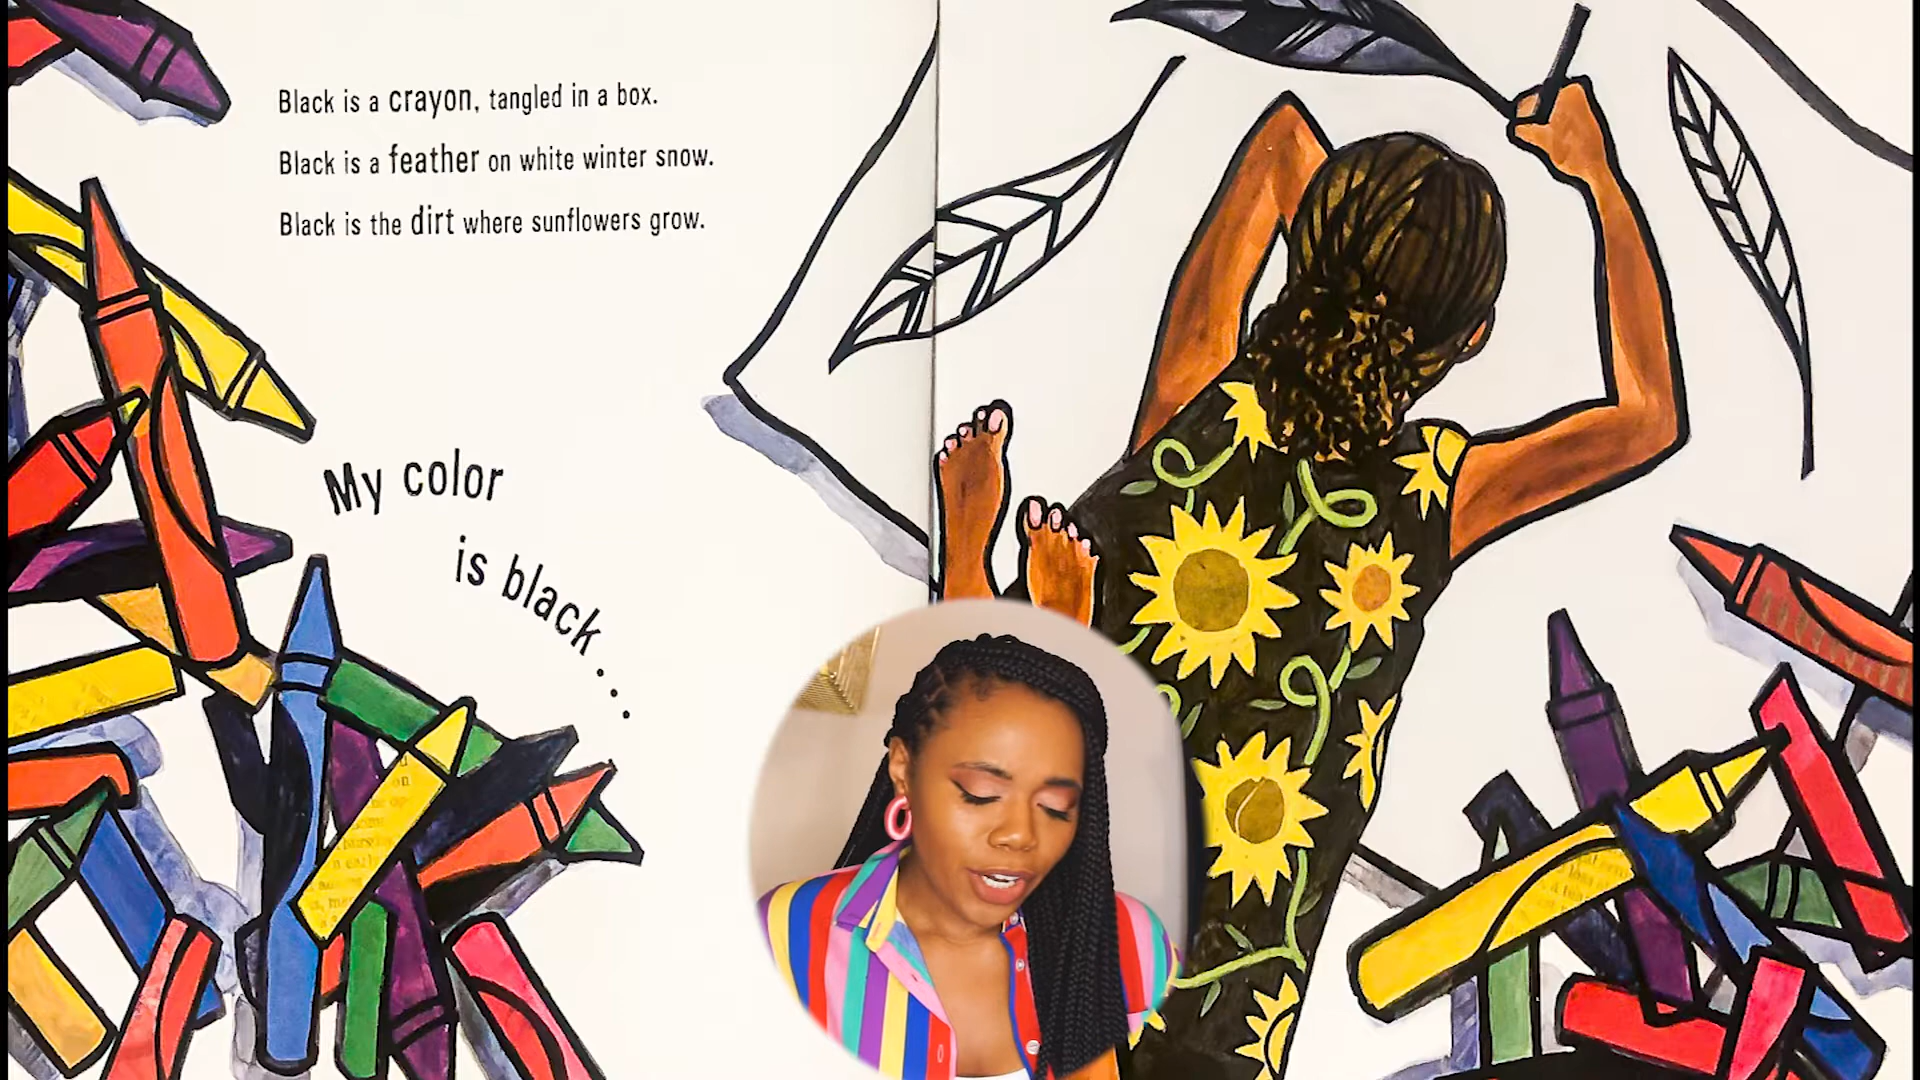 Black is a crayon, tangled in a box.
Black is a feather on white winter snow.
Black is the dirt where sunflowers grow.
My color
is black....